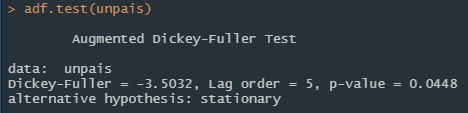 > adf.test(unpais)
Augmented Dickey-Fuller Test
data:  unpais
Dickey-Fuller = -3.5032, Lag order = 5, p-value = 0.0448
alternative hypothesis: stationary